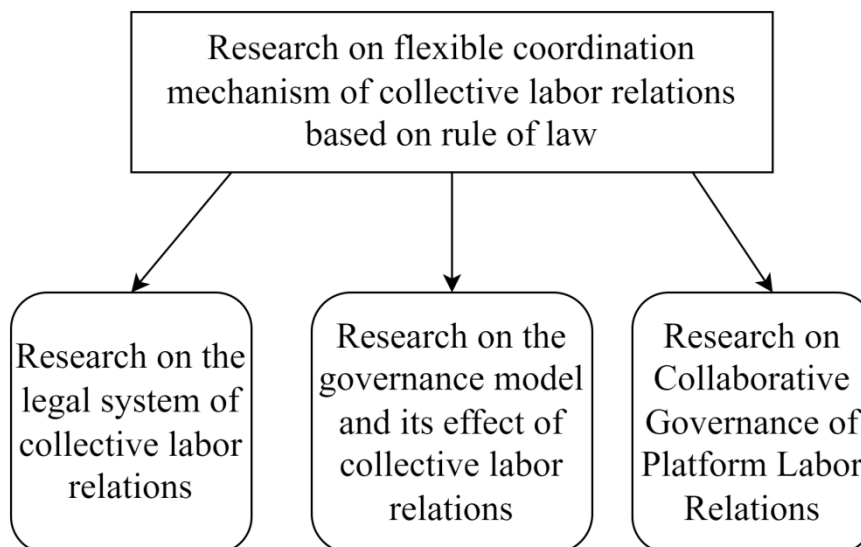 Research on flexible coordination
mechanism of collective labor relations
based on rule of law
Research on the
legal system of
collective labor
relations
Research on the
governance model
and its effect of
collective labor
relations
Research on
Collaborative
Governance of
Platform Labor
Relations